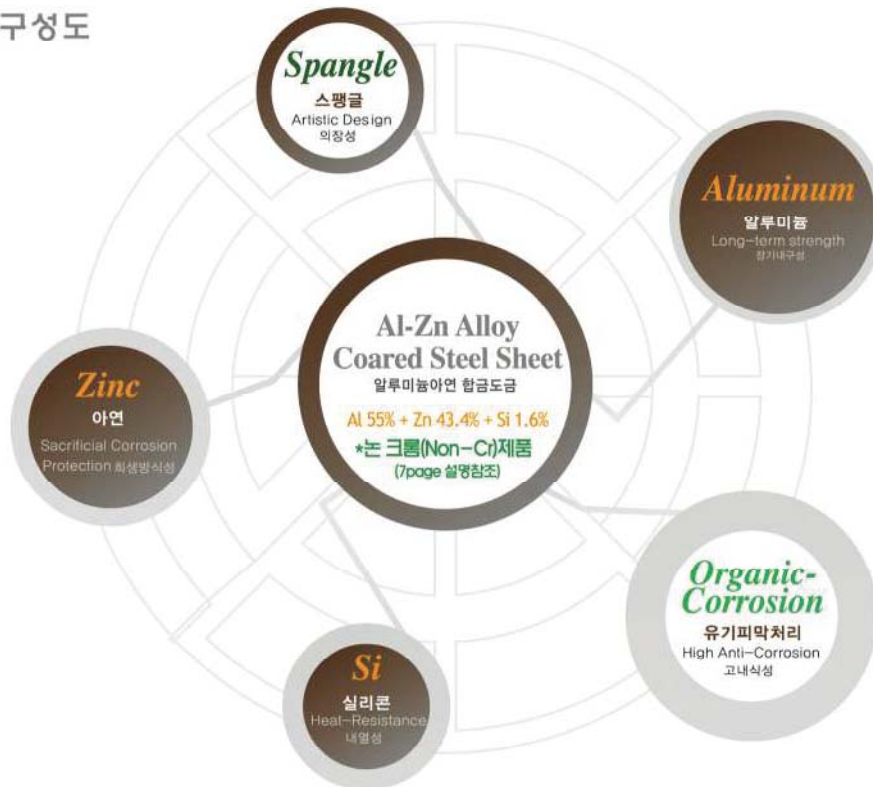 구성도
Spangle
스팽글
Artistic Design
의장성
Aluminum
알루미늄
Long-term strength
장기내구성
Al-Zn Alloy
Coared Steel Sheet
알루미늄아연 합금도금
Al 55% + Zn 43.4% + Si 1.6%
*논 크롬(Non-Cr)제품
(7page 설명참조)
Zinc
아연
Sacrificial Corrosion
Protection 희생방식성
Organic-
Corrosion
유기피막처리
High Anti-Corrosion
고내식성
Si
실리콘
Heat-Resistance
내열성